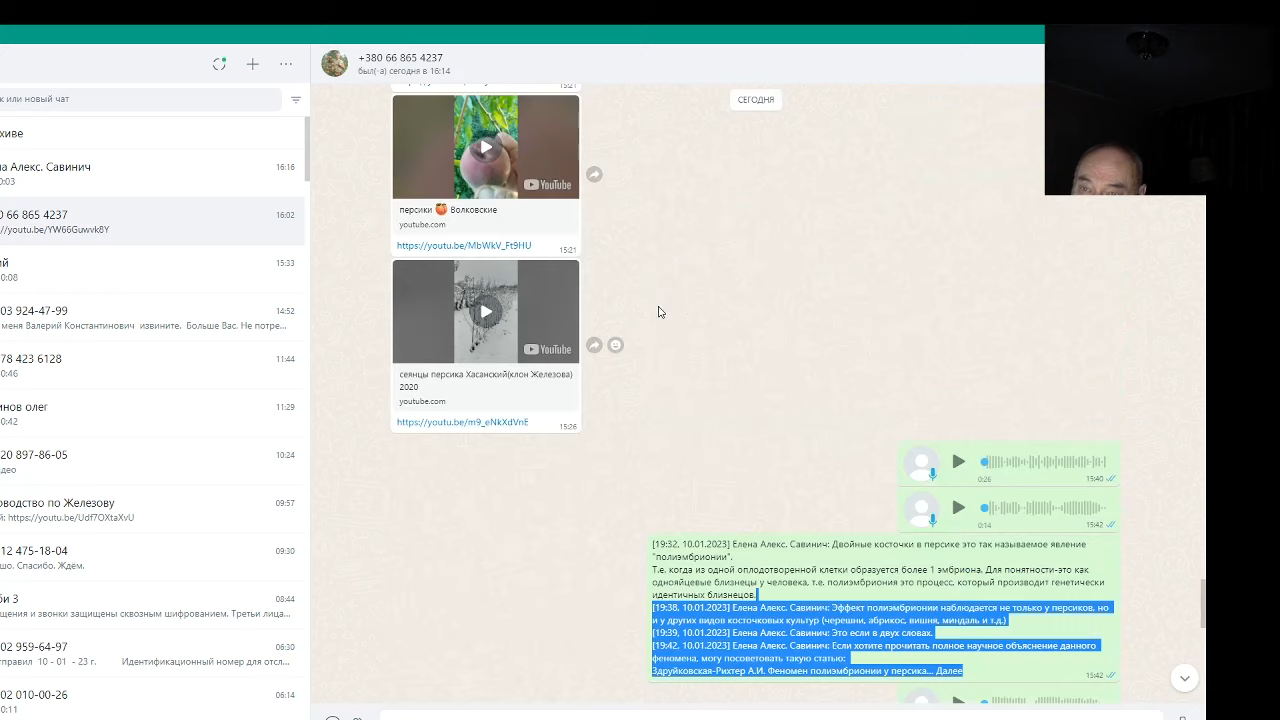 +380 66 865 4237
был(-а) сегодня в 16:14
к или новый чат
хиве
на Алекс. Савинич
16:16
0:03
0 66 865 4237
16:02
://youtu.be/YW66Guwvk8Y
ий
15:33
0:08
03 924-47-99
14:52
меня Валерий Константинович извините. Больше Вас. Не потре...
78 423 6128
11:44
0:46
инов олег
11:29
0:42
20 897-86-05
10:24
део
оводство по Железову
09:57
й: https://youtu.be/Udf7OXtaXvU
12 475-18-04
09:30
ью. Спасибо. Ждем.
би 3
08:44
щения и звонки защищены сквозным шифрованием. Третьи лица...
02 379-64-09
06:30
туприт 10 - 01 - 23 г. Идентификационный номер для отсл...
02 010-00-26
06:14
0:11
15:21
YouTube
персики 🍑 Волковские
youtube.com
https://youtu.be/MbWkV_Ft9HU
15:21
YouTube
сеянцы персика Хасанский(клон Железова)
2020
youtube.com
https://youtu.be/m9_eNkXdVnE
15:26
СЕГОДНЯ
0:26
15:40
0:14
15:42
[19:32, 10.01.2023] Елена Алекс. Савинич: Двойные косточки в персике это так называемое явление
"полиэмбрионии".
Т.е. когда из одной оплодотворенной клетки образуется более 1 эмбриона. Для понятности-это как
однояйцевые близнецы у человека, т.е. полиэмбриония это процесс, который производит генетически
идентичных близнецов.
[19:38, 10.01.2023] Елена Алекс. Савинич: Эффект полиэмбрионии наблюдается не только у персиков, но
и у других видов косточковых культур (черешни, абрикос, вишня, миндаль и т.д.)
[19:39, 10.01.2023] Елена Алекс. Савинич: Это если в двух словах.
[19:42, 10.01.2023] Елена Алекс. Савинич: Если хотите прочитать полное научное объяснение данного
феномена, могу посоветовать такую статью:
Здруйковская-Рихтер А.И. Феномен полиэмбрионии у персика... Далее
15:42